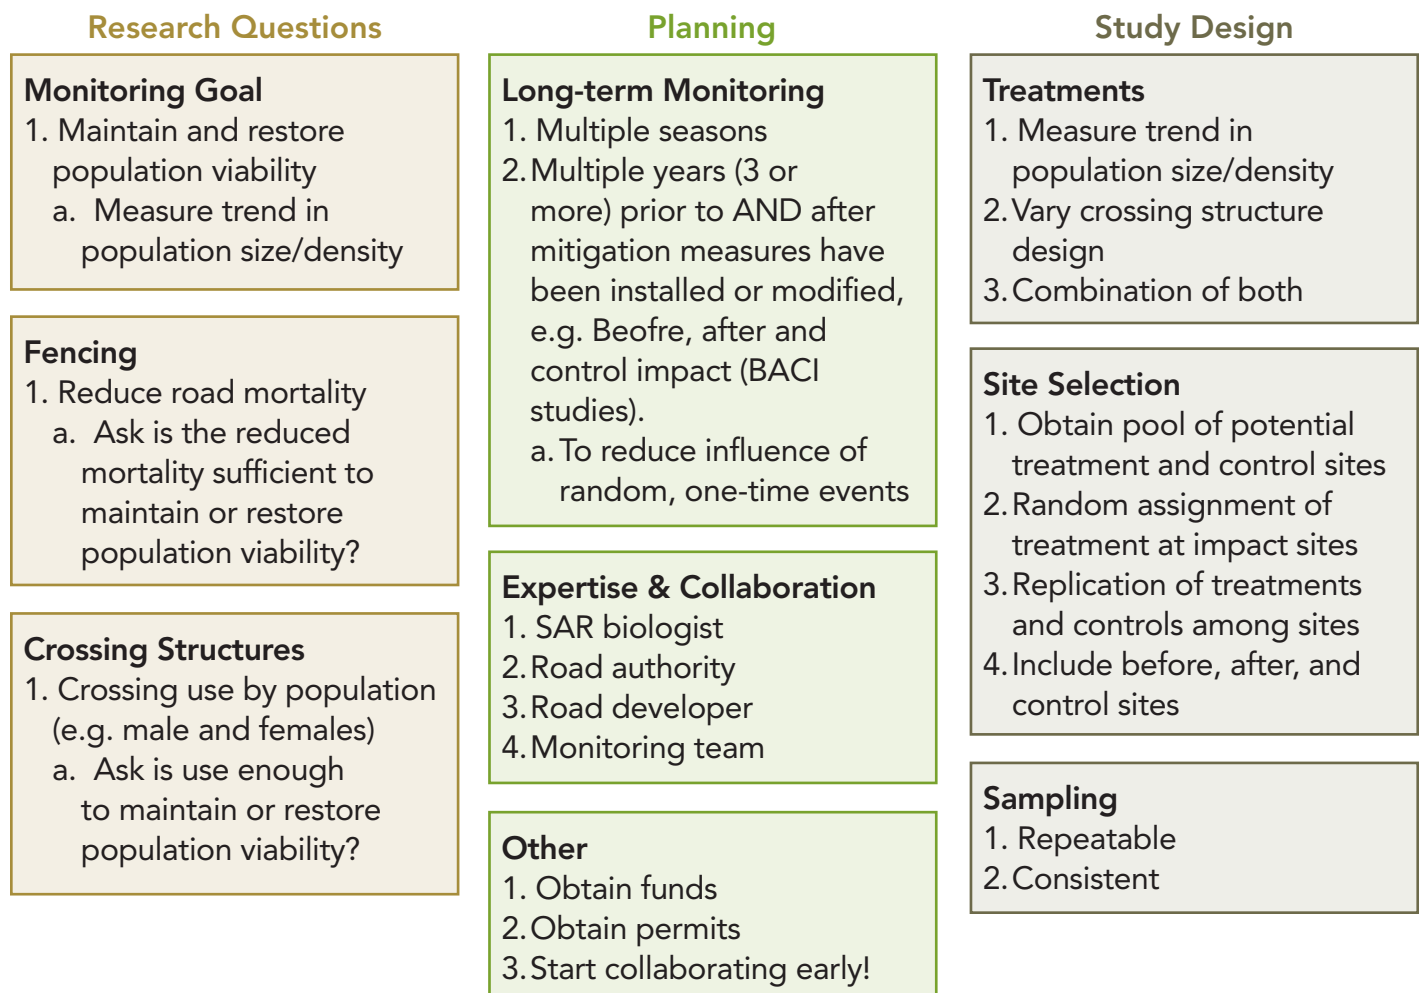 Research Questions
Monitoring Goal
1. Maintain and restore
population viability
a. Measure trend in
population size/density
Fencing
1. Reduce road mortality
a. Ask is the reduced
mortality sufficient to
maintain or restore
population viability?
Crossing Structures
1. Crossing use by population
(e.g. male and females)
a. Ask is use enough
to maintain or restore
population viability?
Planning
Long-term Monitoring
1. Multiple seasons
2. Multiple years (3 or
more) prior to AND after
mitigation measures have
been installed or modified,
e.g. Beofre, after and
control impact (BACI
studies).
a. To reduce influence of
random, one-time events
Expertise & Collaboration
1. SAR biologist
2. Road authority
3. Road developer
4. Monitoring team
Other
1. Obtain funds
2. Obtain permits
3. Start collaborating early!
Study Design
Treatments
1. Measure trend in
population size/density
2. Vary crossing structure
design
3. Combination of both
Site Selection
1. Obtain pool of potential
treatment and control sites
2. Random assignment of
treatment at impact sites
3. Replication of treatments
and controls among sites
4. Include before, after, and
control sites
Sampling
1. Repeatable
2. Consistent